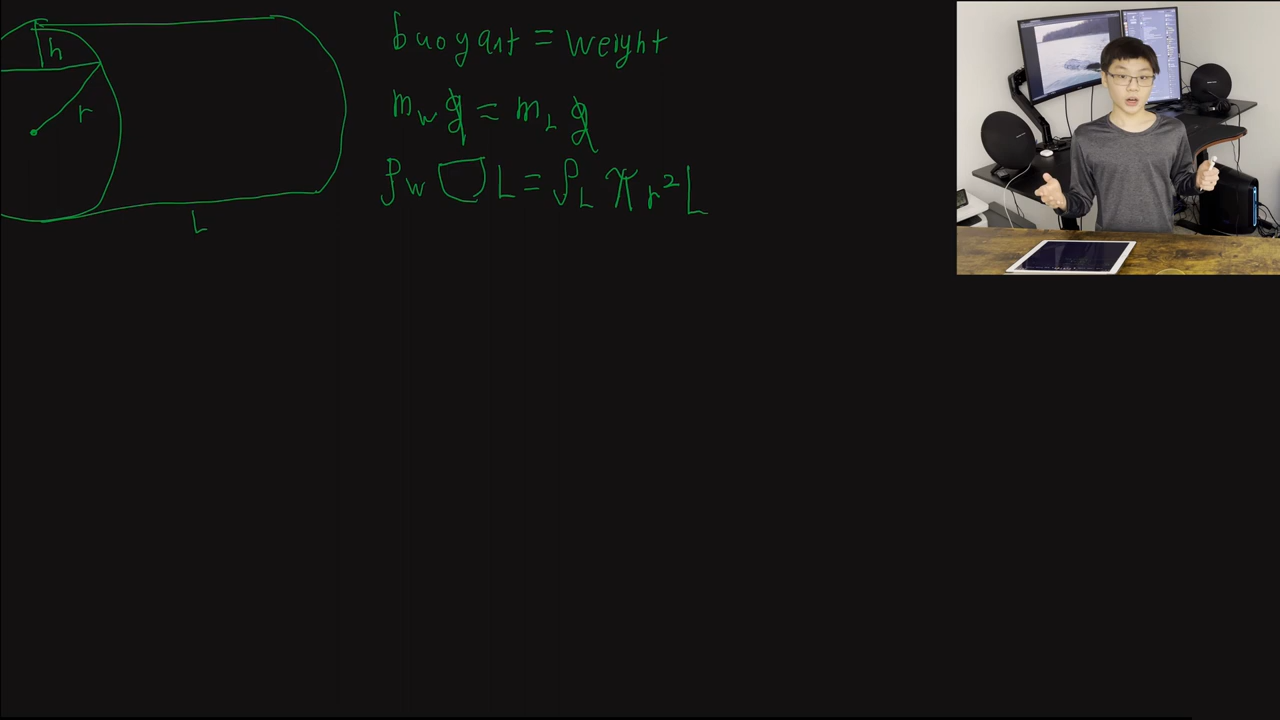 h
r
L
buoyant = weight
m_w g = m_L g
ρ_w L = ρ_L π r² L